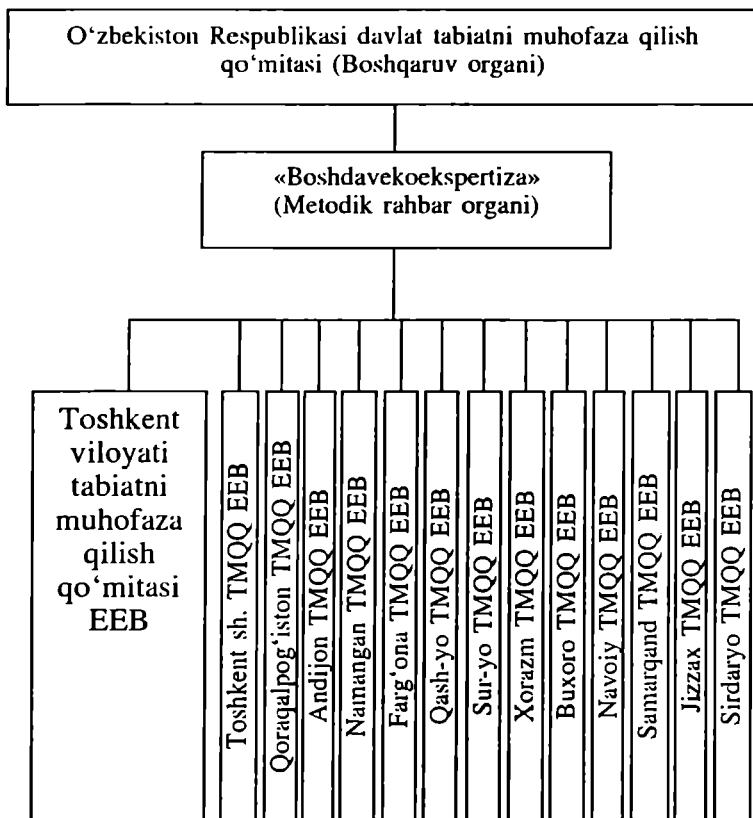 O‘zbekiston Respublikasi davlat tabiatni muhofaza qilish
qo‘mitasi (Boshqaruv organi)
«Boshdavekoekspertiza»
(Metodik rahbar organi)
Toshkent
viloyati
tabiatni
muhofaza
qilish
qo‘mitasi
EEB
Toshkent sh. TMQQ EEB
Qoraqalpog‘iston TMQQ EEB
Andijon TMQQ EEB
Namangan TMQQ EEB
Farg‘ona TMQQ EEB
Qash-yo TMQQ EEB
Sur-yo TMQQ EEB
Xorazm TMQQ EEB
Buxoro TMQQ EEB
Navoiy TMQQ EEB
Samarqand TMQQ EEB
Jizzax TMQQ EEB
Sirdaryo TMQQ EEB